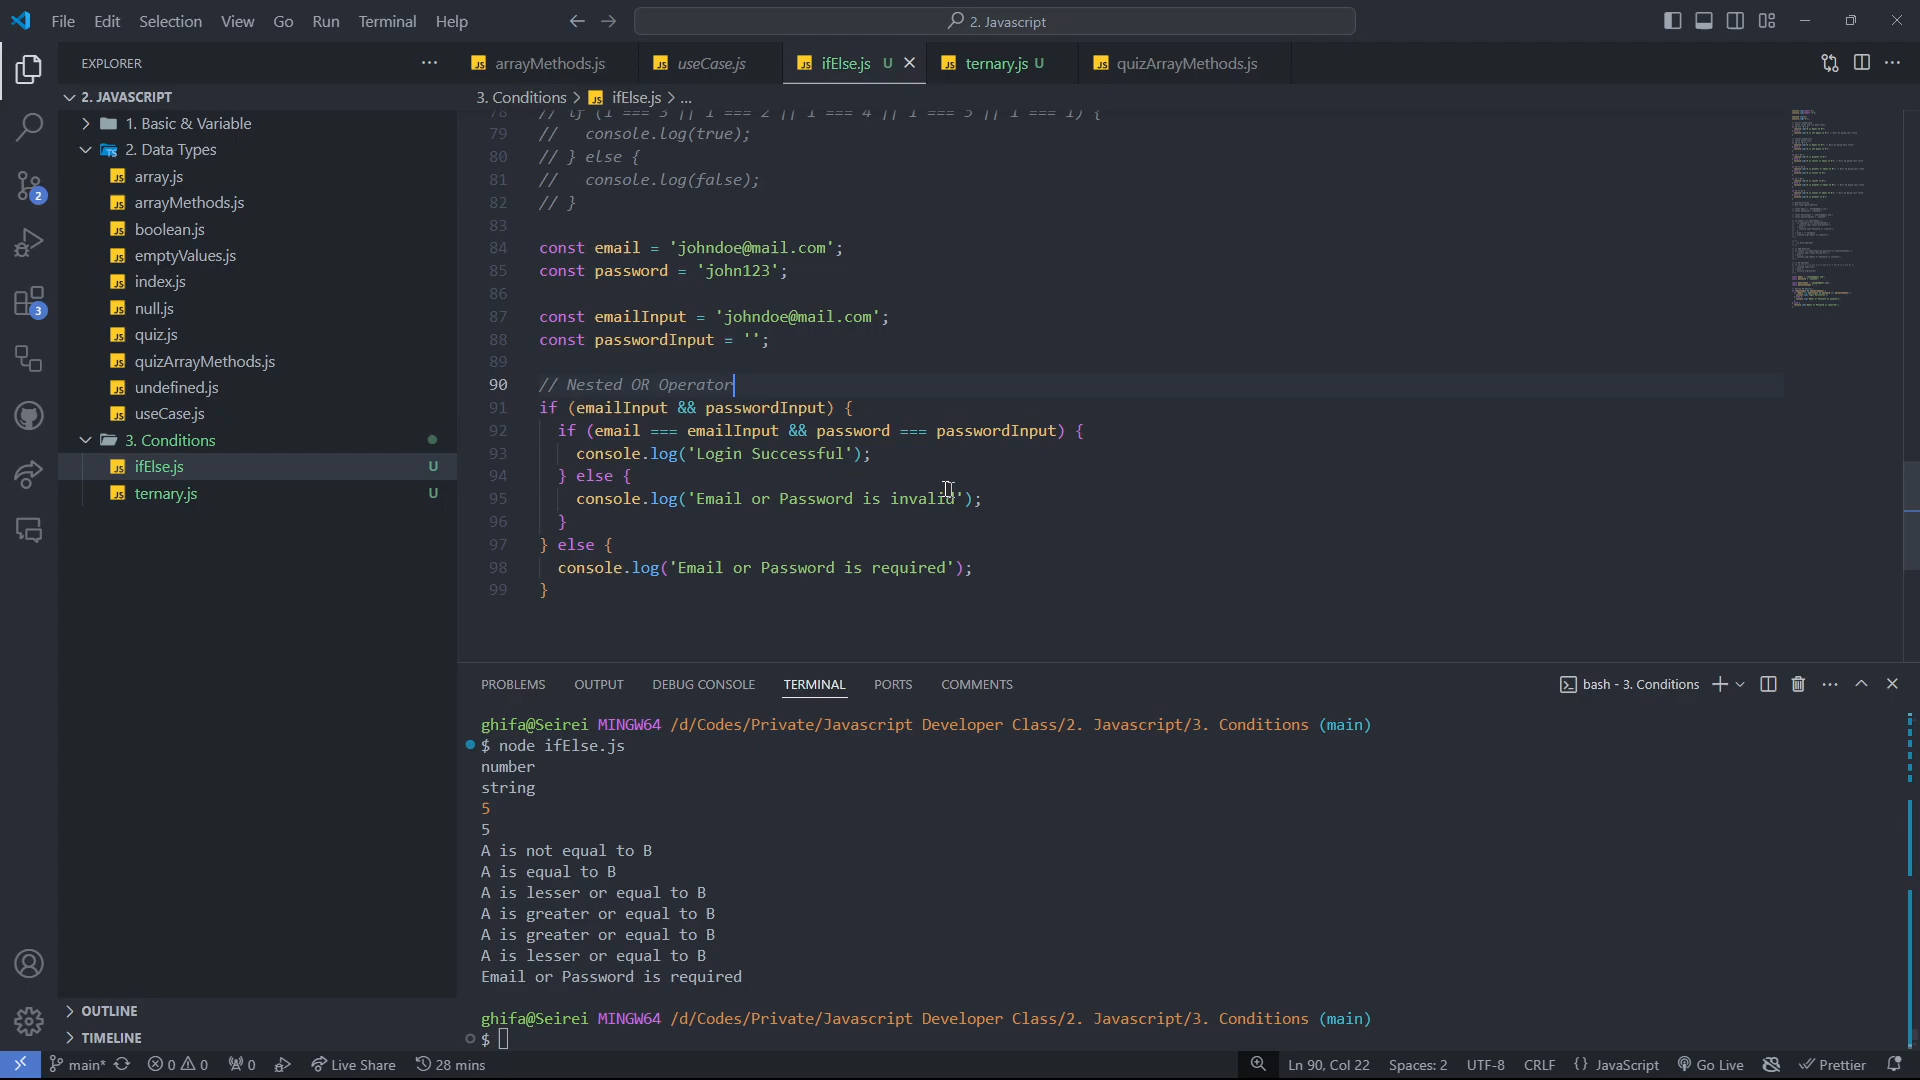 File Edit Selection View Go Run Terminal Help
2. Javascript
EXPLORER
2. JAVASCRIPT
1. Basic & Variable
2. Data Types
array.js
arrayMethods.js
boolean.js
emptyValues.js
index.js
null.js
quiz.js
quizArrayMethods.js
undefined.js
useCase.js
3. Conditions
ifElse.js U
ternary.js U
OUTLINE
TIMELINE
2
3
arrayMethods.js useCase.js ifElse.js U ternary.js U quizArrayMethods.js
3. Conditions > ifElse.js > ...
79 // console.log(true);
80 // } else {
81 // console.log(false);
82 // }
83
84 const email = 'johndoe@mail.com';
85 const password = 'john123';
86
87 const emailInput = 'johndoe@mail.com';
88 const passwordInput = '';
89
90 // Nested OR Operator
91 if (emailInput && passwordInput) {
92 if (email === emailInput && password === passwordInput) {
93 console.log('Login Successful');
94 } else {
95 console.log('Email or Password is invalid');
96 }
97 } else {
98 console.log('Email or Password is required');
99 }
PROBLEMS OUTPUT DEBUG CONSOLE TERMINAL PORTS COMMENTS
bash - 3. Conditions
ghifa@Seirei MINGW64 /d/Codes/Private/Javascript Developer Class/2. Javascript/3. Conditions (main)
$ node ifElse.js
number
string
5
5
A is not equal to B
A is equal to B
A is lesser or equal to B
A is greater or equal to B
A is greater or equal to B
A is lesser or equal to B
Email or Password is required
ghifa@Seirei MINGW64 /d/Codes/Private/Javascript Developer Class/2. Javascript/3. Conditions (main)
$
main* 0 0 0 Live Share 28 mins Ln 90, Col 22 Spaces: 2 UTF-8 CRLF {} JavaScript Go Live Prettier